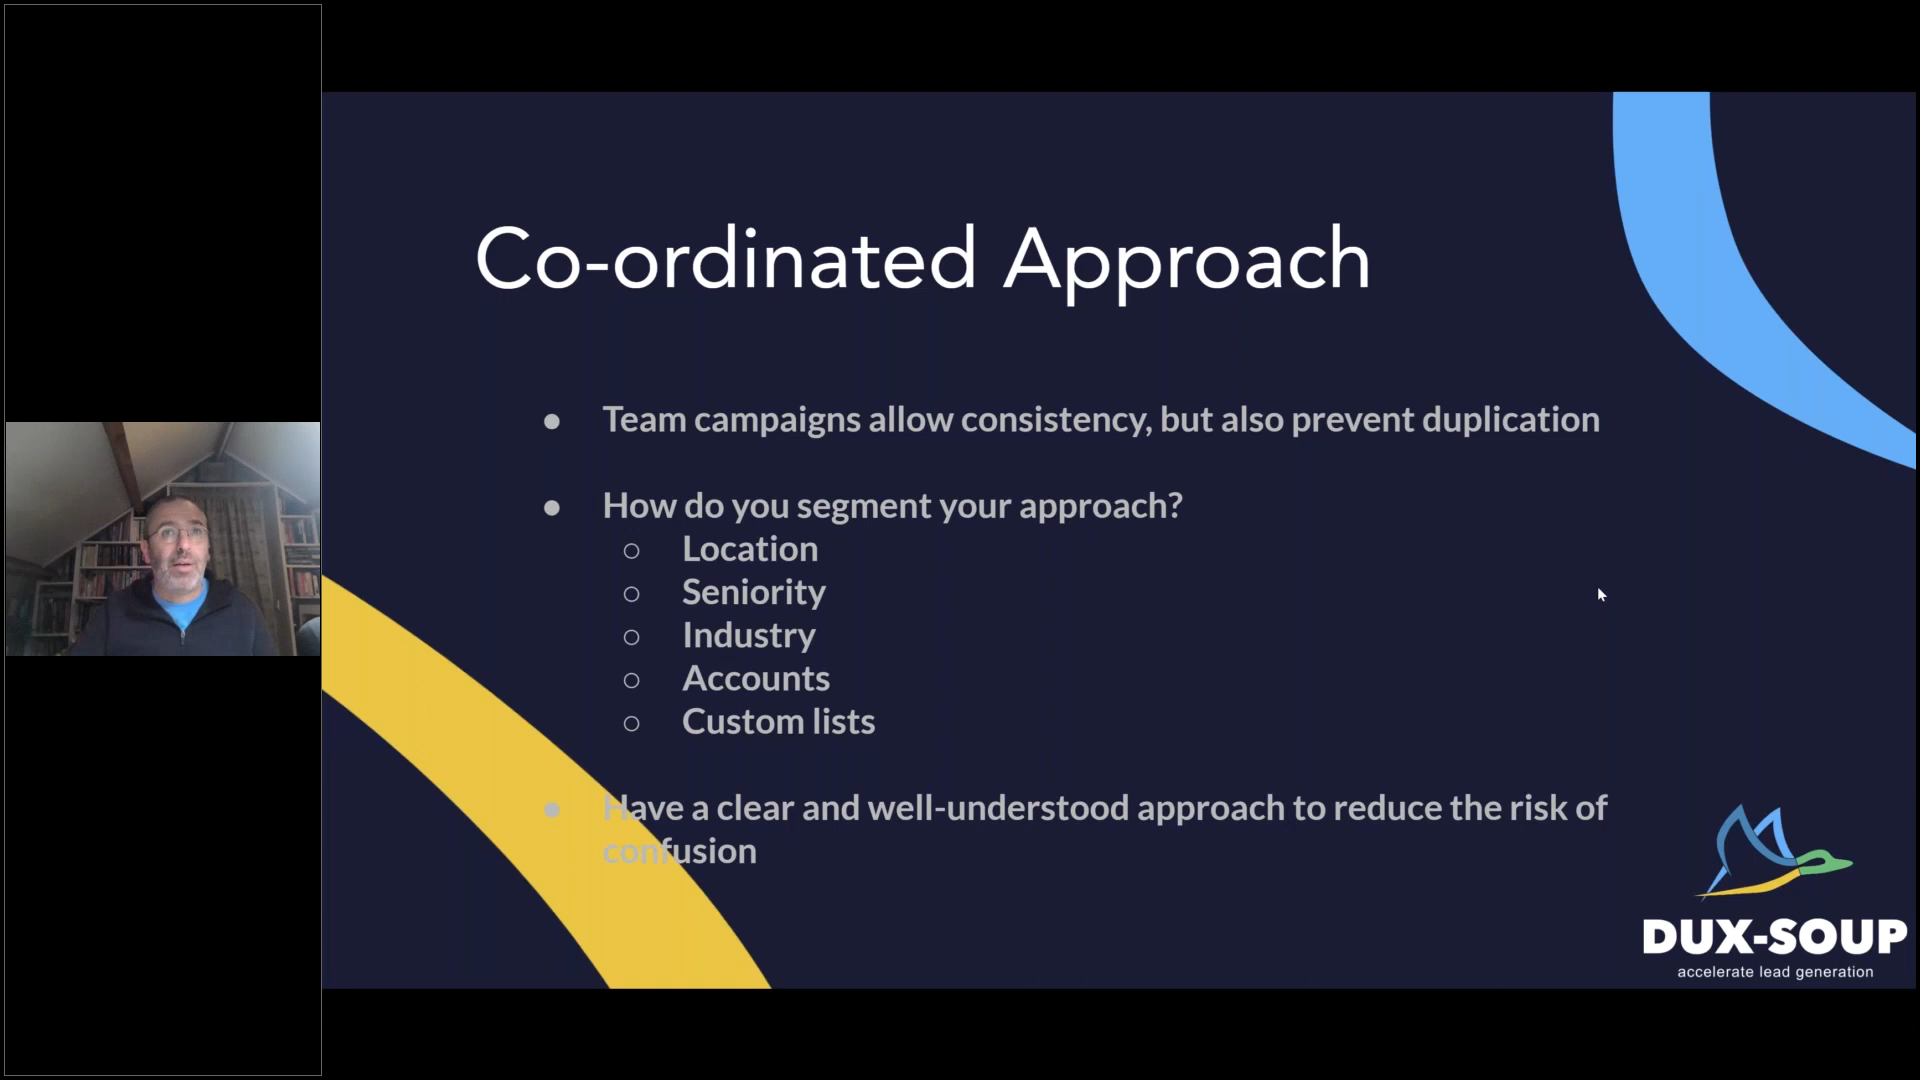 Co-ordinated Approach
● Team campaigns allow consistency, but also prevent duplication
● How do you segment your approach?
○ Location
○ Seniority
○ Industry
○ Accounts
○ Custom lists
● Have a clear and well-understood approach to reduce the risk of
confusion
DUX-SOUP
accelerate lead generation